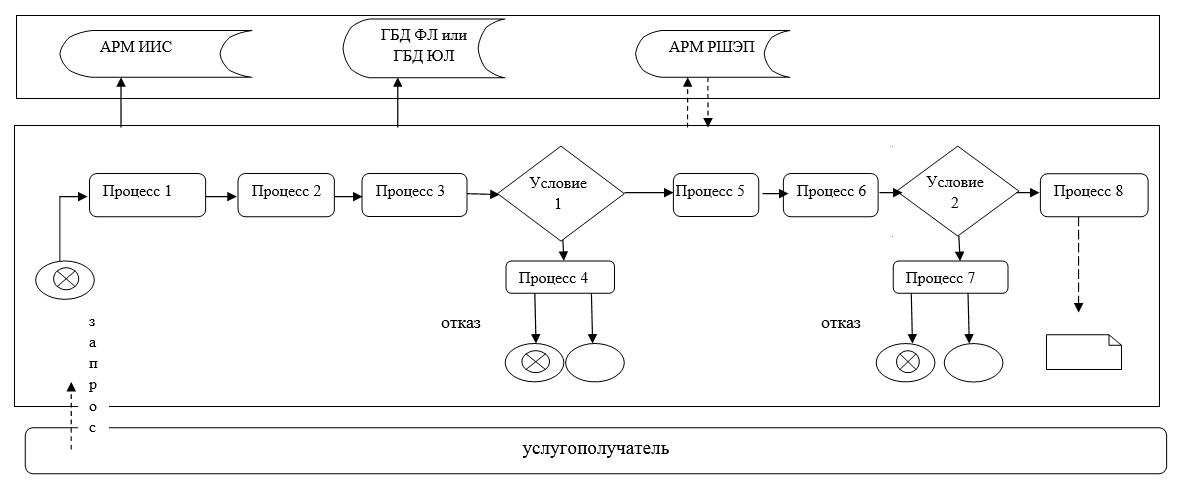 АРМ ИИС
ГБД ФЛ или
ГБД ЮЛ
АРМ РШЭП
Процесс 1
Процесс 2
Процесс 3
Условие
1
Процесс 5
Процесс 6
Условие
2
Процесс 8
Процесс 4
Процесс 7
отказ
отказ
запрос
услугополучатель